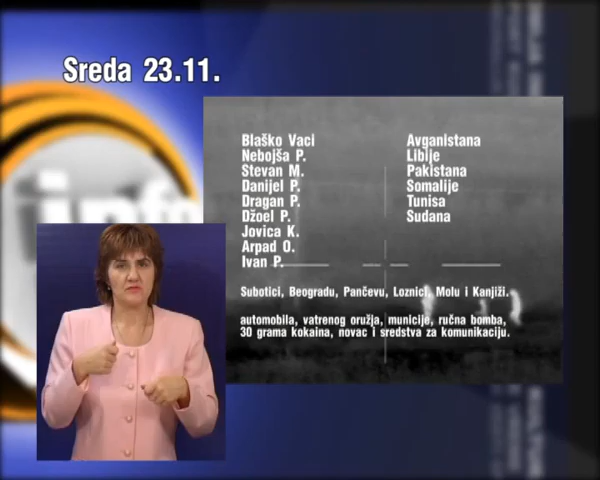 Sreda 23.11.
info
Blaško Vaci
Nebojša P.
Stevan M.
Danijel P.
Dragan P.
Džoel P.
Jovica K.
Arpad O.
Ivan P.
Avganistana
Libije
Pakistana
Somalije
Tunisa
Sudana
Subotici, Beogradu, Pančevu, Loznici, Molu i Kanjiži.
automobila, vatrenog oružja, municije, ručna bomba,
30 grama kokaina, novac i sredstva za komunikaciju.